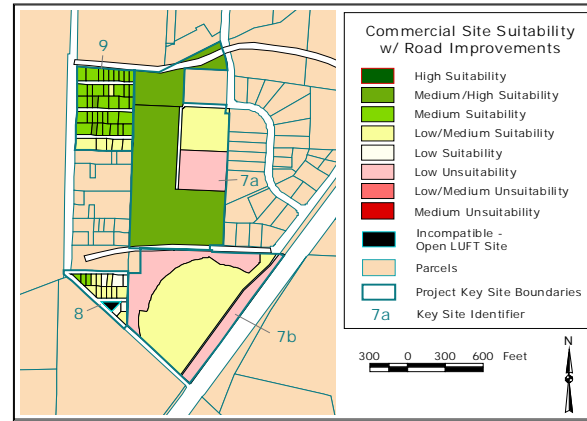 Commercial Site Suitability
w/ Road Improvements
High Suitability
Medium/High Suitability
Medium Suitability
Low/Medium Suitability
Low Suitability
Low Unsuitability
Low/Medium Unsuitability
Medium Unsuitability
Incompatible -
Open LUFT Site
Parcels
Project Key Site Boundaries
7a Key Site Identifier
300 0 300 600 Feet
N
9
7a
8
7b